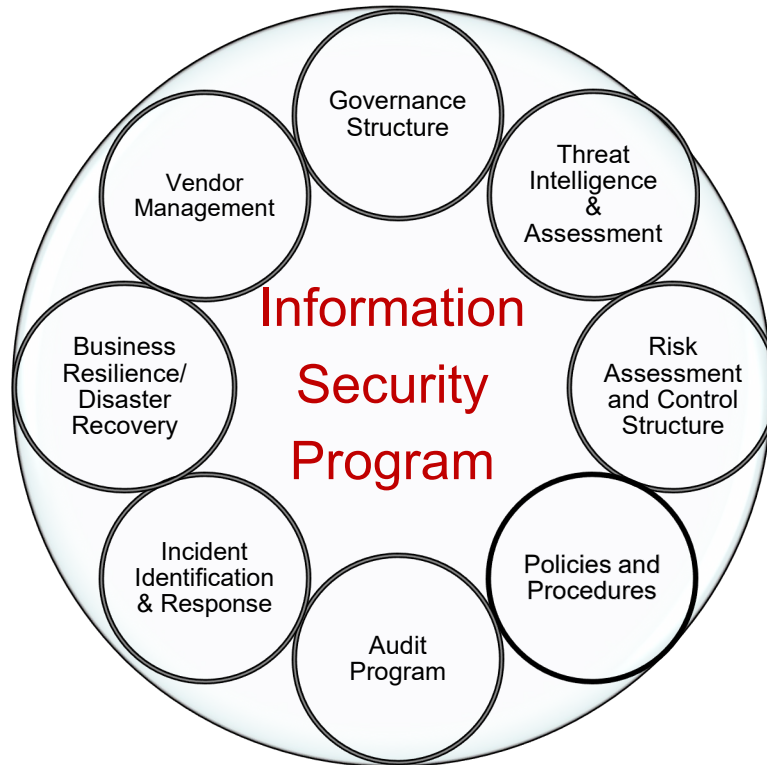 Governance
Structure
Threat
Intelligence
&
Assessment
Risk
Assessment
and Control
Structure
Policies and
Procedures
Audit
Program
Incident
Identification
& Response
Business
Resilience/
Disaster
Recovery
Vendor
Management
Information
Security
Program